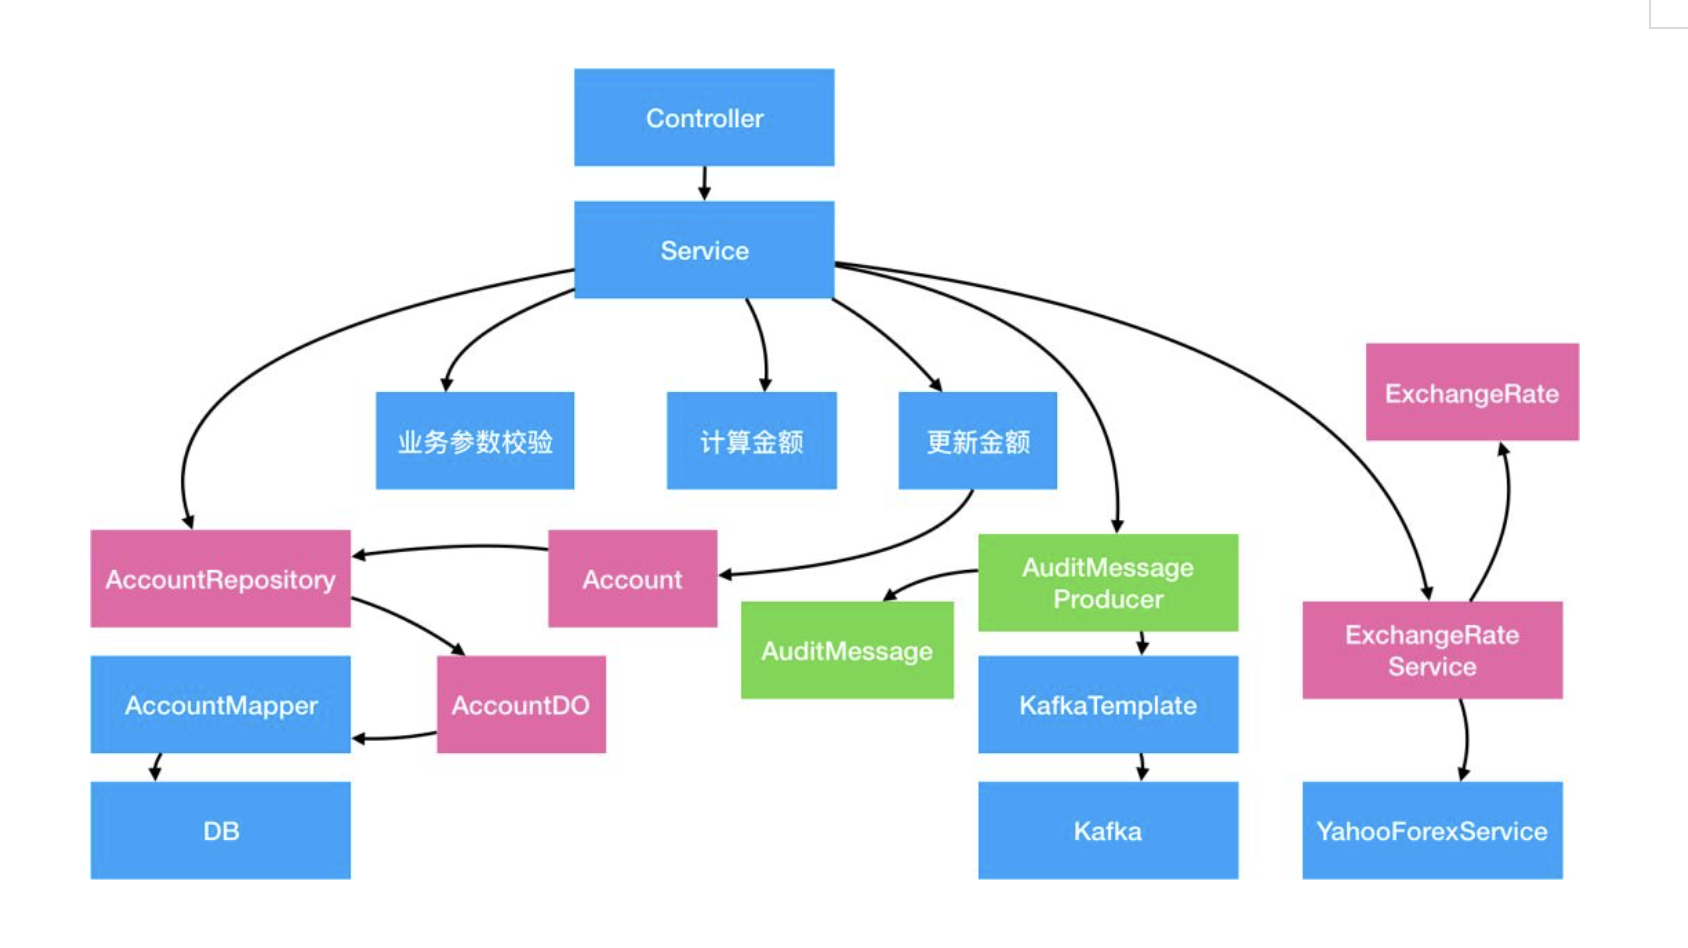 Controller
Service
ExchangeRate
业务参数校验
计算金额
更新金额
AccountRepository
Account
AuditMessage
Producer
AuditMessage
ExchangeRate
Service
AccountMapper
AccountDO
KafkaTemplate
DB
Kafka
YahooForexService